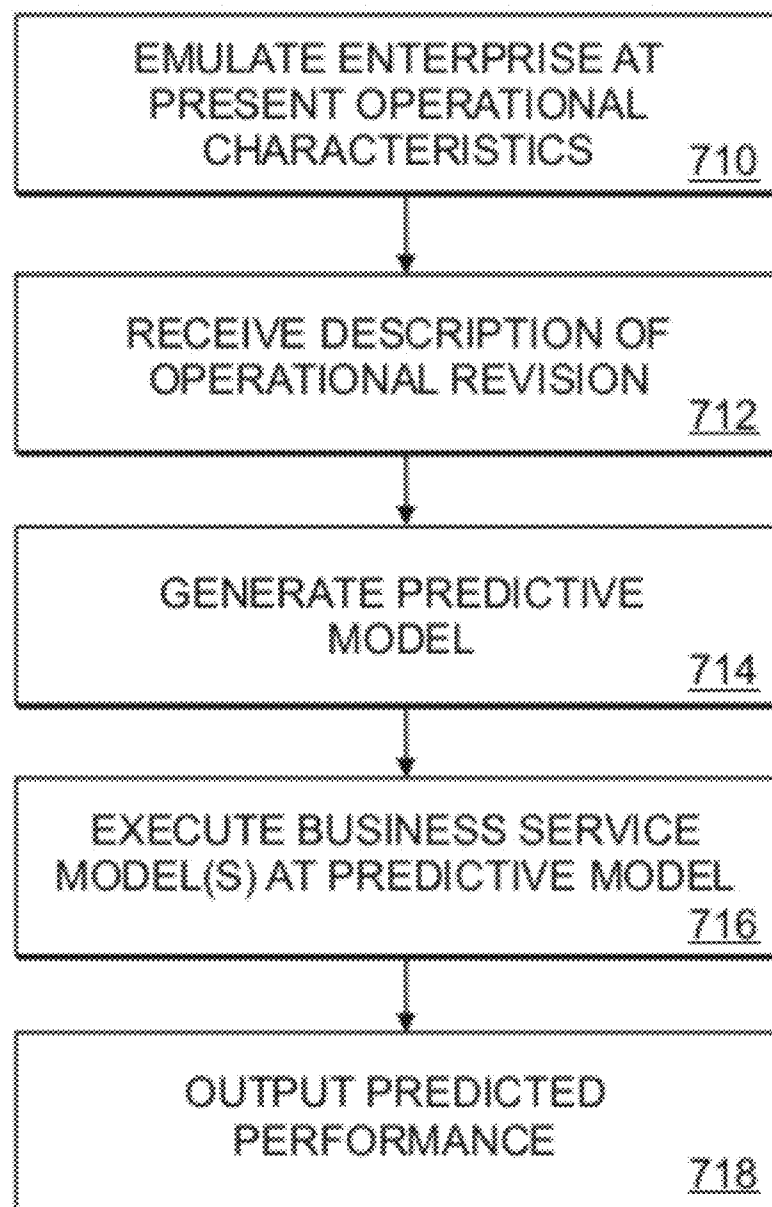 EMULATE ENTERPRISE AT
PRESENT OPERATIONAL
CHARACTERISTICS
710
RECEIVE DESCRIPTION OF
OPERATIONAL REVISION
712
GENERATE PREDICTIVE
MODEL
714
EXECUTE BUSINESS SERVICE
MODEL(S) AT PREDICTIVE MODEL
716
OUTPUT PREDICTED
PERFORMANCE
718